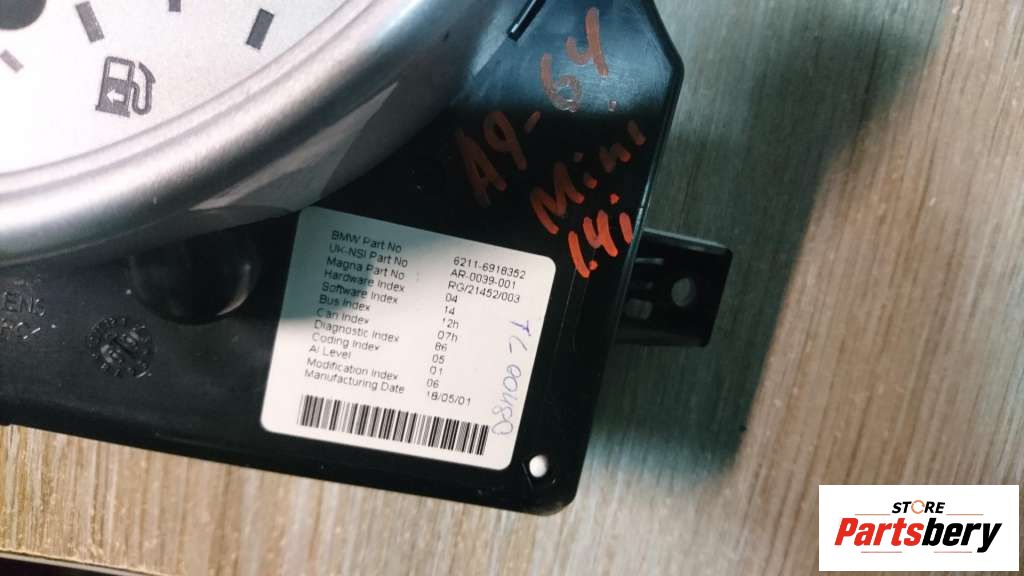 A9-64
Mini
1.4i
BMW Part No 6211-6918352
UK-NSI Part No AR-0039-001
Magna Part No RG/21452/003
Hardware Index 04
Software Index 14
Bus Index 12h
Can Index 07h
Diagnostic Index 86
Coding Index 05
AI Level 01
Modification Index 06
Manufacturing Date 18/05/01
STORE
Partsbery